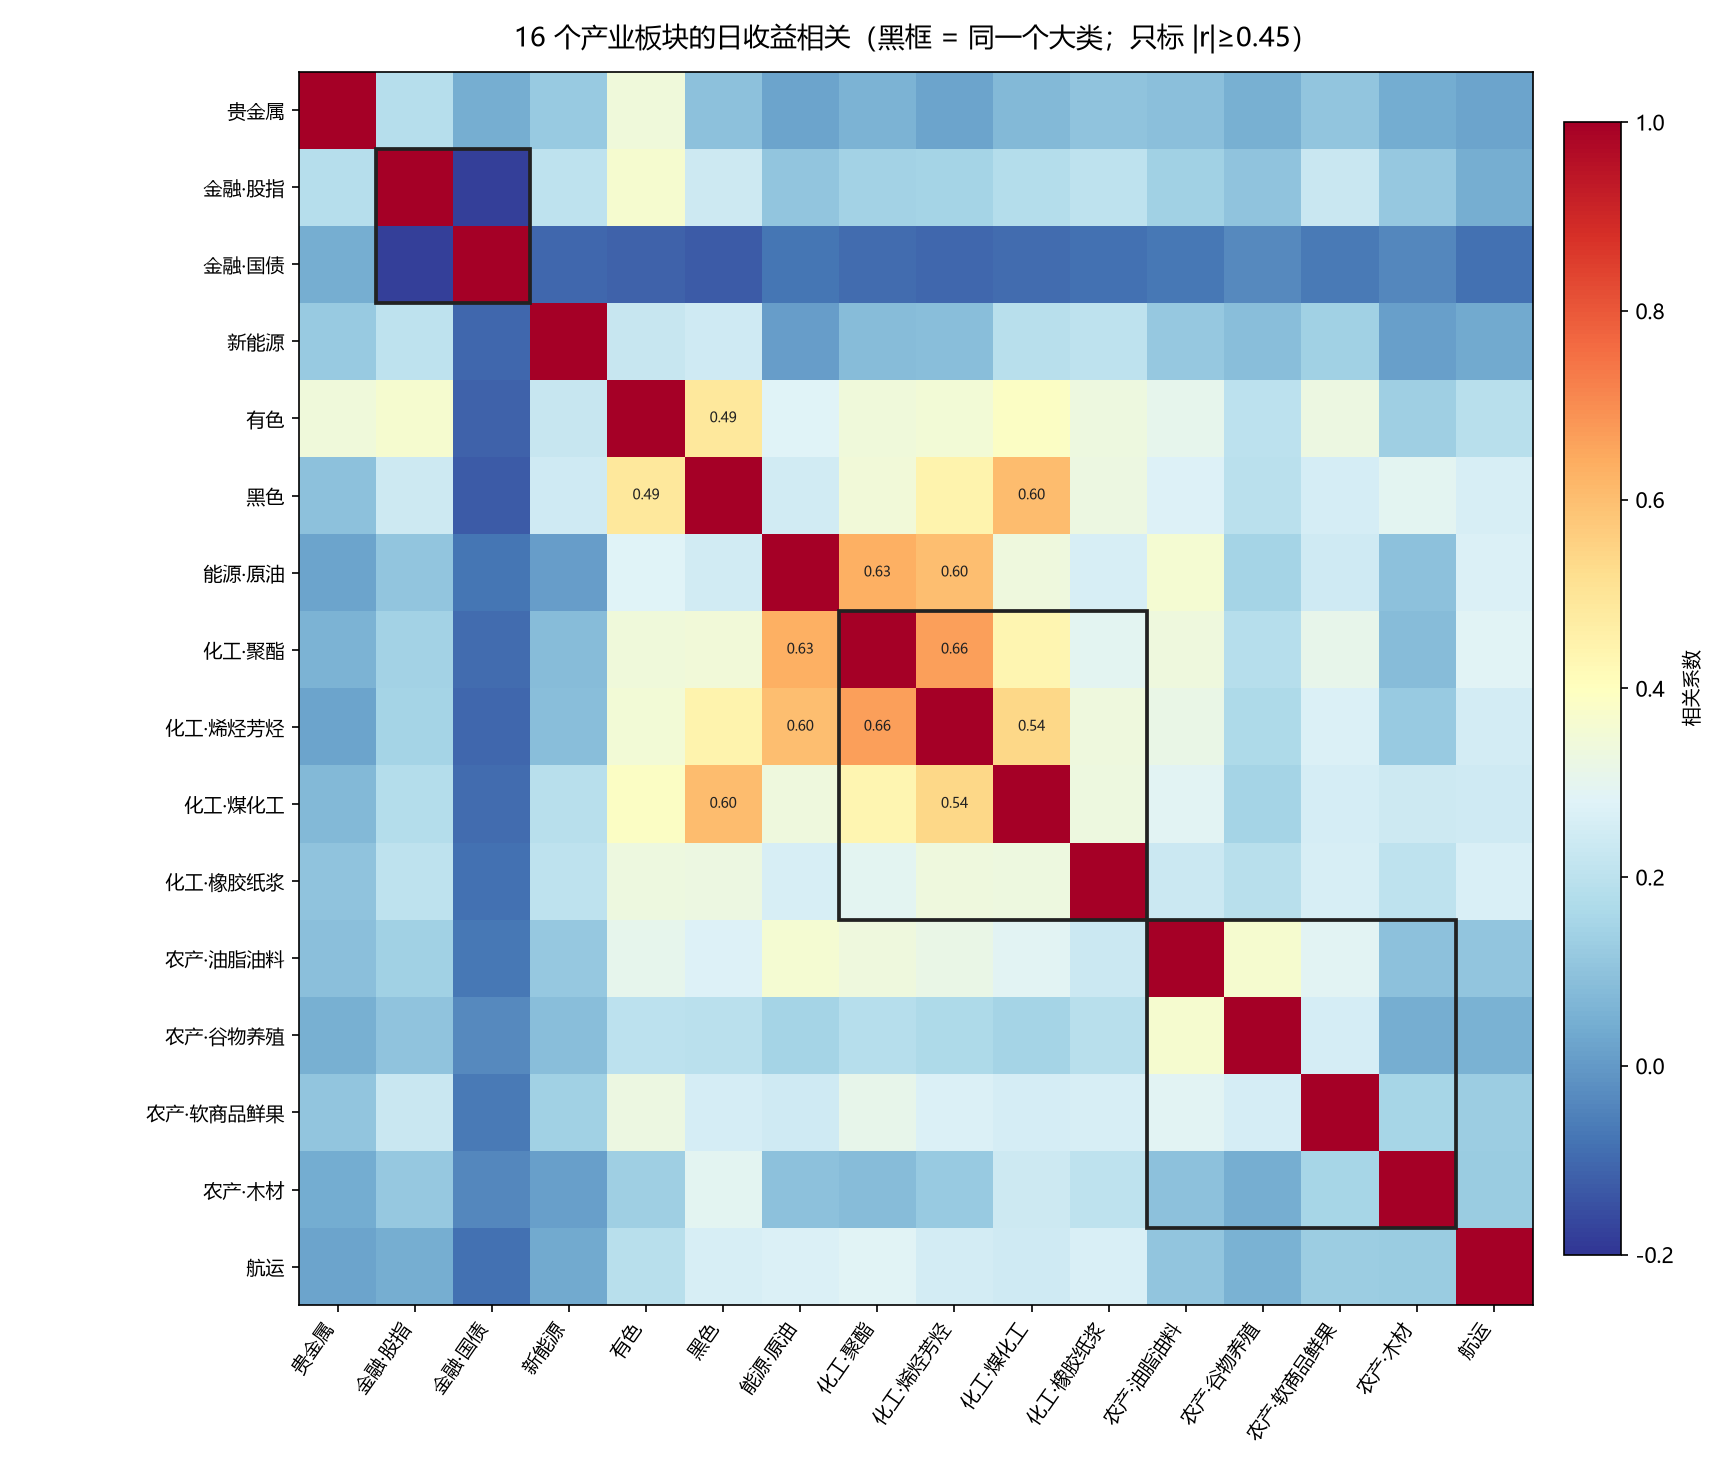 16 个产业板块的日收益相关（黑框 = 同一个大类；只标 |r|≥0.45）
贵金属
金融·股指
金融·国债
新能源
有色
0.49
黑色
0.49
0.60
能源·原油
0.63
0.60
化工·聚酯
0.63
0.66
化工·烯烃芳烃
0.60
0.66
0.54
化工·煤化工
0.60
0.54
化工·橡胶纸浆
农产·油脂油料
农产·谷物养殖
农产·软商品鲜果
农产·木材
航运
贵金属
金融·股指
金融·国债
新能源
有色
黑色
能源·原油
化工·聚酯
化工·烯烃芳烃
化工·煤化工
化工·橡胶纸浆
农产·油脂油料
农产·谷物养殖
农产·软商品鲜果
农产·木材
航运
1.0
0.8
0.6
0.4
0.2
0.0
-0.2
相关系数